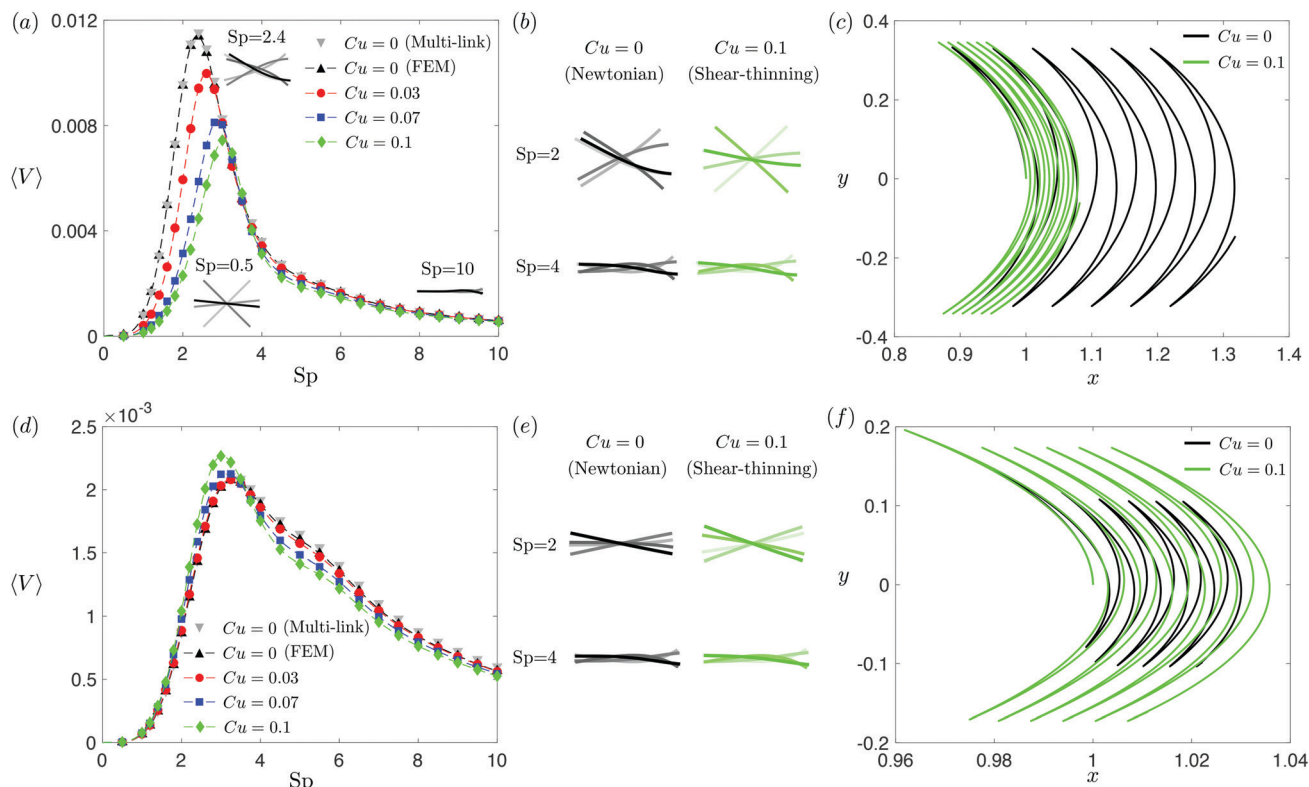 (a)
0.012
0.008
0.004
0
⟨V⟩
0 2 4 6 8 10
Sp
Sp=2.4
Sp=0.5
Sp=10
Cu = 0 (Multi-link)
Cu = 0 (FEM)
Cu = 0.03
Cu = 0.07
Cu = 0.1
(b)
Cu = 0 Cu = 0.1
(Newtonian) (Shear-thinning)
Sp=2
Sp=4
(c)
0.4
0.2
0
-0.2
-0.4
y
0.8 0.9 1 1.1 1.2 1.3 1.4
x
Cu = 0
Cu = 0.1
(d)
×10⁻³
2.5
2
1.5
1
0.5
0
⟨V⟩
0 2 4 6 8 10
Sp
Cu = 0 (Multi-link)
Cu = 0 (FEM)
Cu = 0.03
Cu = 0.07
Cu = 0.1
(e)
Cu = 0 Cu = 0.1
(Newtonian) (Shear-thinning)
Sp=2
Sp=4
(f)
0.2
0.1
0
-0.1
-0.2
y
0.96 0.98 1 1.02 1.04
x
Cu = 0
Cu = 0.1